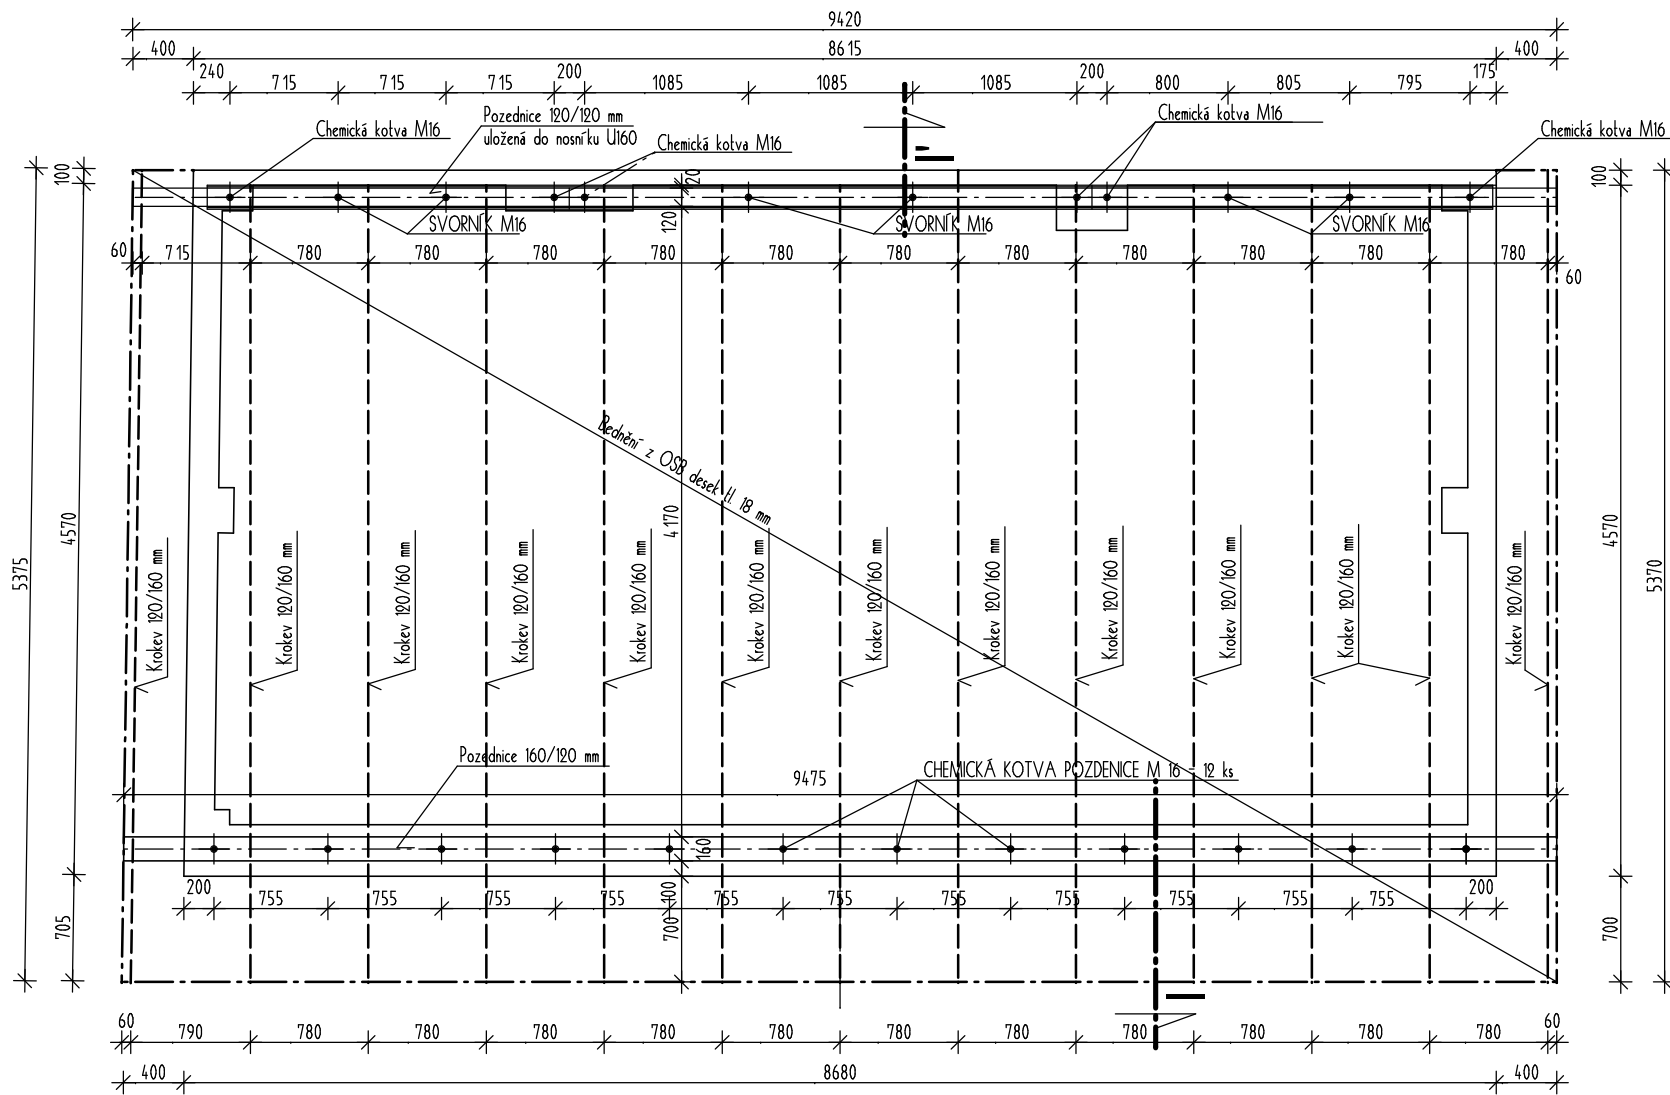 9420
400 8615 400
240 715 715 715 200 1085 1085 1085 200 800 805 795 175
Chemická kotva M16
Pozednice 120/120 mm
uložená do nosníku U160
Chemická kotva M16
Chemická kotva M16
Chemická kotva M16
100
120
100
120
SVORNÍK M16
SVORNÍK M16
SVORNÍK M16
60 715 780 780 780 780 780 780 780 780 780 780 780 60
Bednění z OSB desek tl. 18 mm
5375
4570
4170
4570
5370
Krokev 120/160 mm
Krokev 120/160 mm
Krokev 120/160 mm
Krokev 120/160 mm
Krokev 120/160 mm
Krokev 120/160 mm
Krokev 120/160 mm
Krokev 120/160 mm
Krokev 120/160 mm
Krokev 120/160 mm
Krokev 120/160 mm
Krokev 120/160 mm
Pozednice 160/120 mm
CHEMICKÁ KOTVA POZDENICE M 16 - 12 ks
9475
160
200 755 755 755 755 755 755 755 755 755 755 755 200
100
705
700
700
60 790 780 780 780 780 780 780 780 780 780 780 780 60
400 8680 400